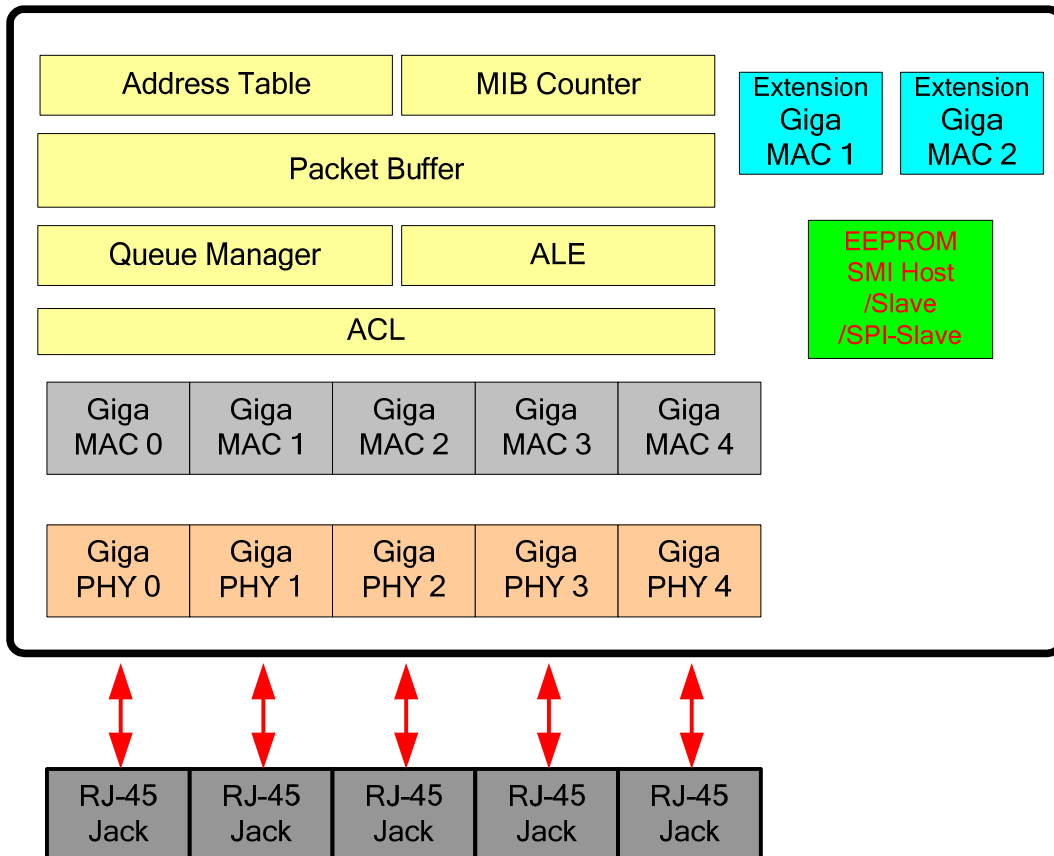 Address Table
MIB Counter
Extension
Giga
MAC 1
Extension
Giga
MAC 2
Packet Buffer
Queue Manager
ALE
EEPROM
SMI Host
/Slave
/SPI-Slave
ACL
Giga
MAC 0
Giga
MAC 1
Giga
MAC 2
Giga
MAC 3
Giga
MAC 4
Giga
PHY 0
Giga
PHY 1
Giga
PHY 2
Giga
PHY 3
Giga
PHY 4
RJ-45
Jack
RJ-45
Jack
RJ-45
Jack
RJ-45
Jack
RJ-45
Jack